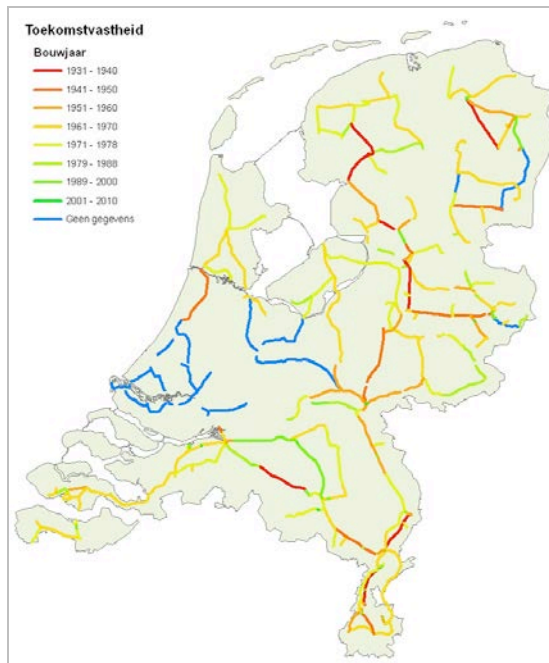 Toekomstvastheid
Bouwjaar
1931 - 1940
1941 - 1950
1951 - 1960
1961 - 1970
1971 - 1978
1979 - 1988
1989 - 2000
2001 - 2010
Geen gegevens